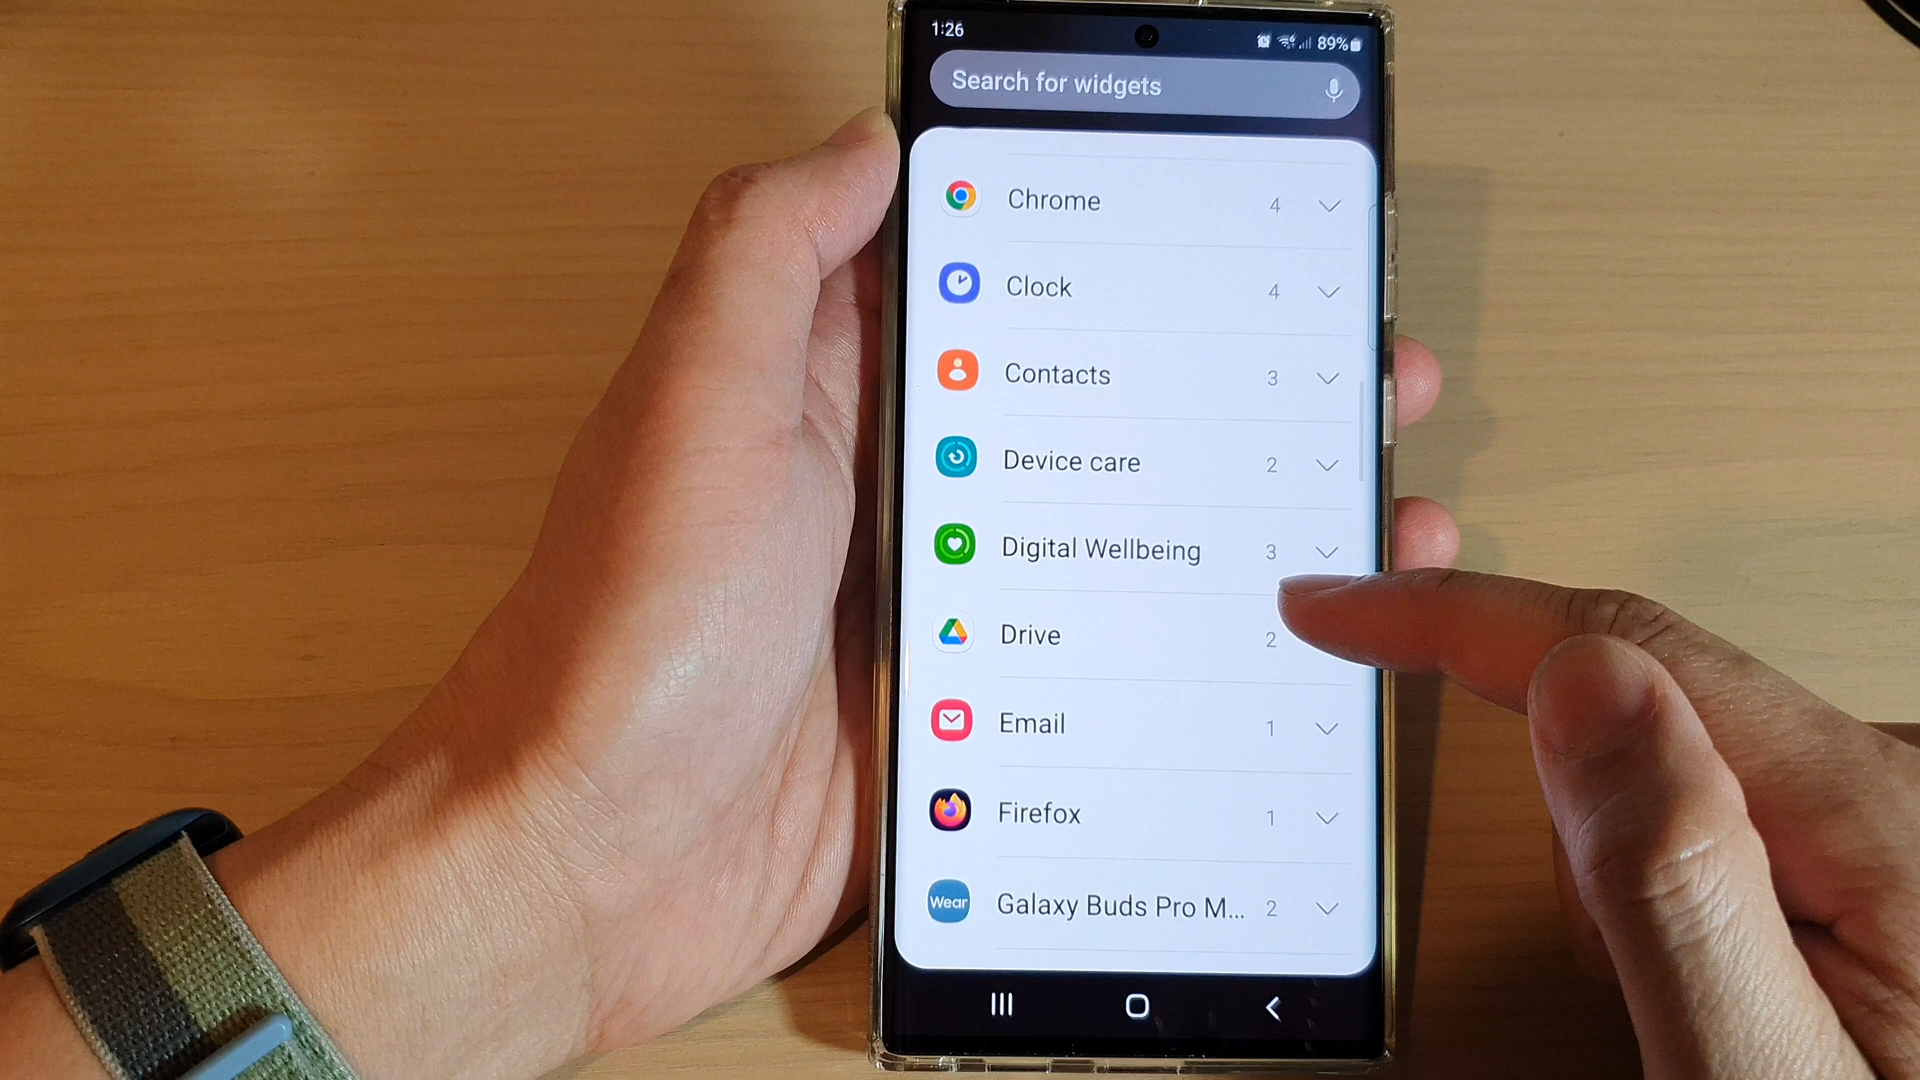 1:26 89%
Search for widgets
Chrome 4
Clock 4
Contacts 3
Device care 2
Digital Wellbeing 3
Drive 2
Email 1
Firefox 1
Wear Galaxy Buds Pro M... 2